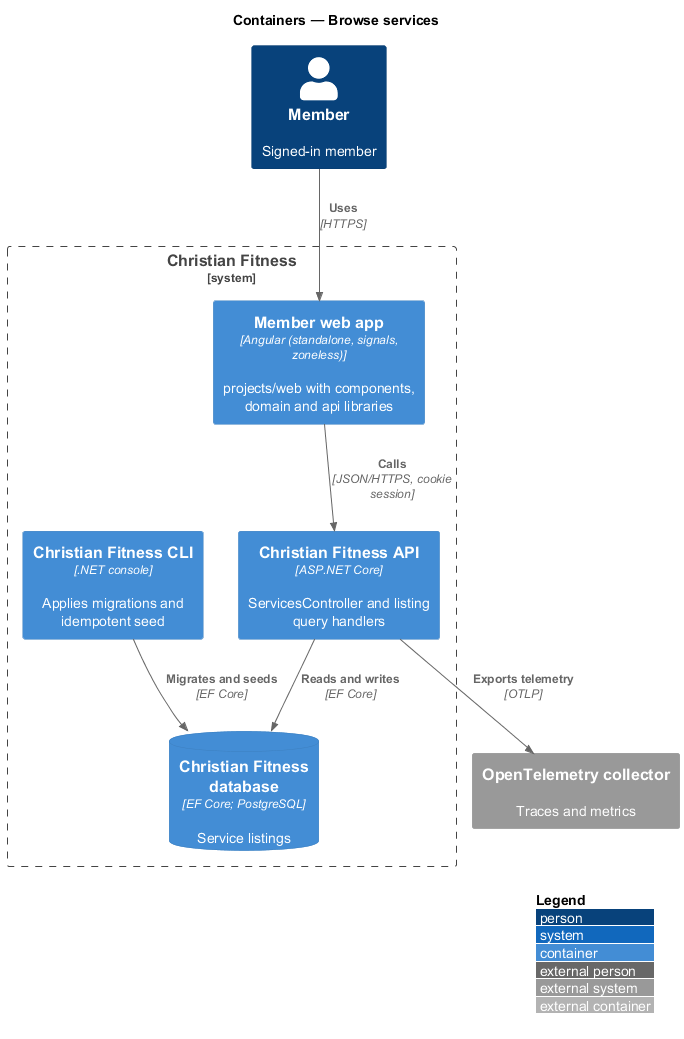 Containers — Browse services
Member
Signed-in member
Uses
[HTTPS]
Christian Fitness
[system]
Member web app
[Angular (standalone, signals,
zoneless)]
projects/web with components,
domain and api libraries
Calls
[JSON/HTTPS, cookie
session]
Christian Fitness CLI
[.NET console]
Applies migrations and
idempotent seed
Christian Fitness API
[ASP.NET Core]
ServicesController and listing
query handlers
Migrates and seeds
[EF Core]
Reads and writes
[EF Core]
Exports telemetry
[OTLP]
Christian Fitness
database
[EF Core; PostgreSQL]
Service listings
OpenTelemetry collector
Traces and metrics
Legend
person
system
container
external person
external system
external container